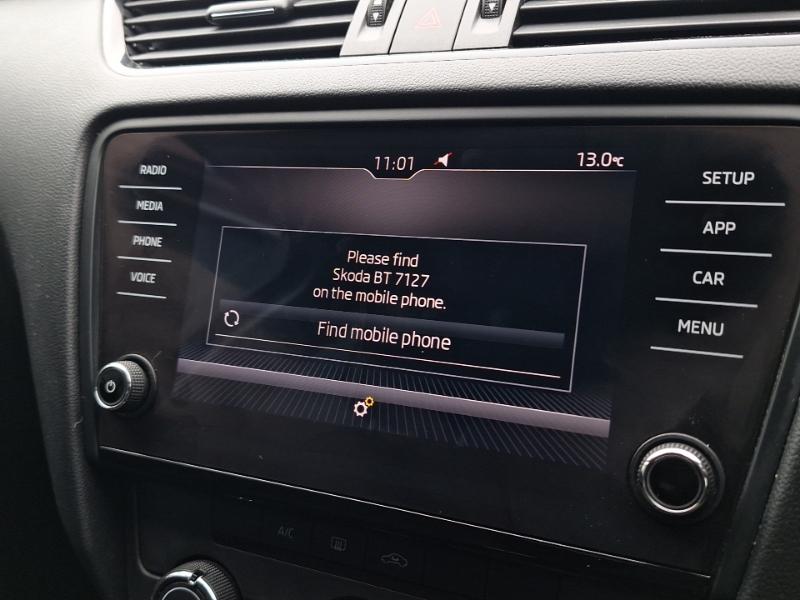 11:01
13.0°C
RADIO
MEDIA
PHONE
VOICE
Please find
Skoda BT 7127
on the mobile phone.
Find mobile phone
SETUP
APP
CAR
MENU
A/C